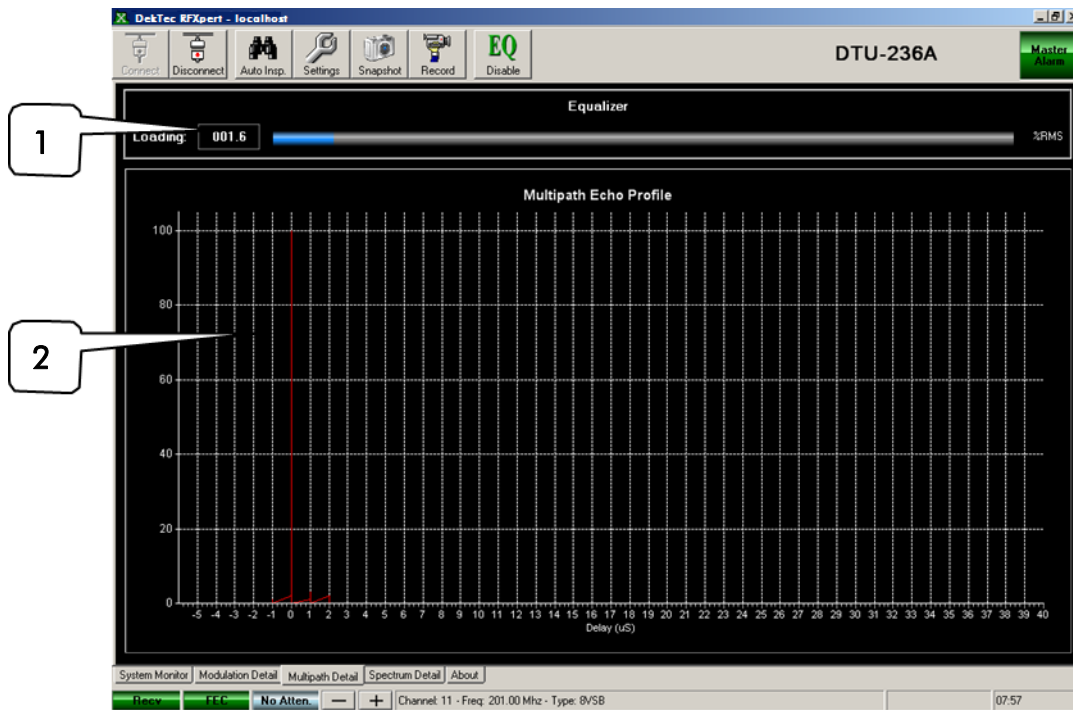 DekTec RFXpert - localhost
Connect Disconnect Auto Insp. Settings Snapshot Record EQ Disable
DTU-236A
Master Alarm
Equalizer
1
Loading: 001.6 %RMS
Multipath Echo Profile
100
80
2
60
40
20
0
-5 -4 -3 -2 -1 0 1 2 3 4 5 6 7 8 9 10 11 12 13 14 15 16 17 18 19 20 21 22 23 24 25 26 27 28 29 30 31 32 33 34 35 36 37 38 39 40
Delay (uS)
System Monitor Modulation Detail Multipath Detail Spectrum Detail About
Recv FEC No Atten. — + Channel: 11 - Freq: 201.00 Mhz - Type: 8VSB 07:57